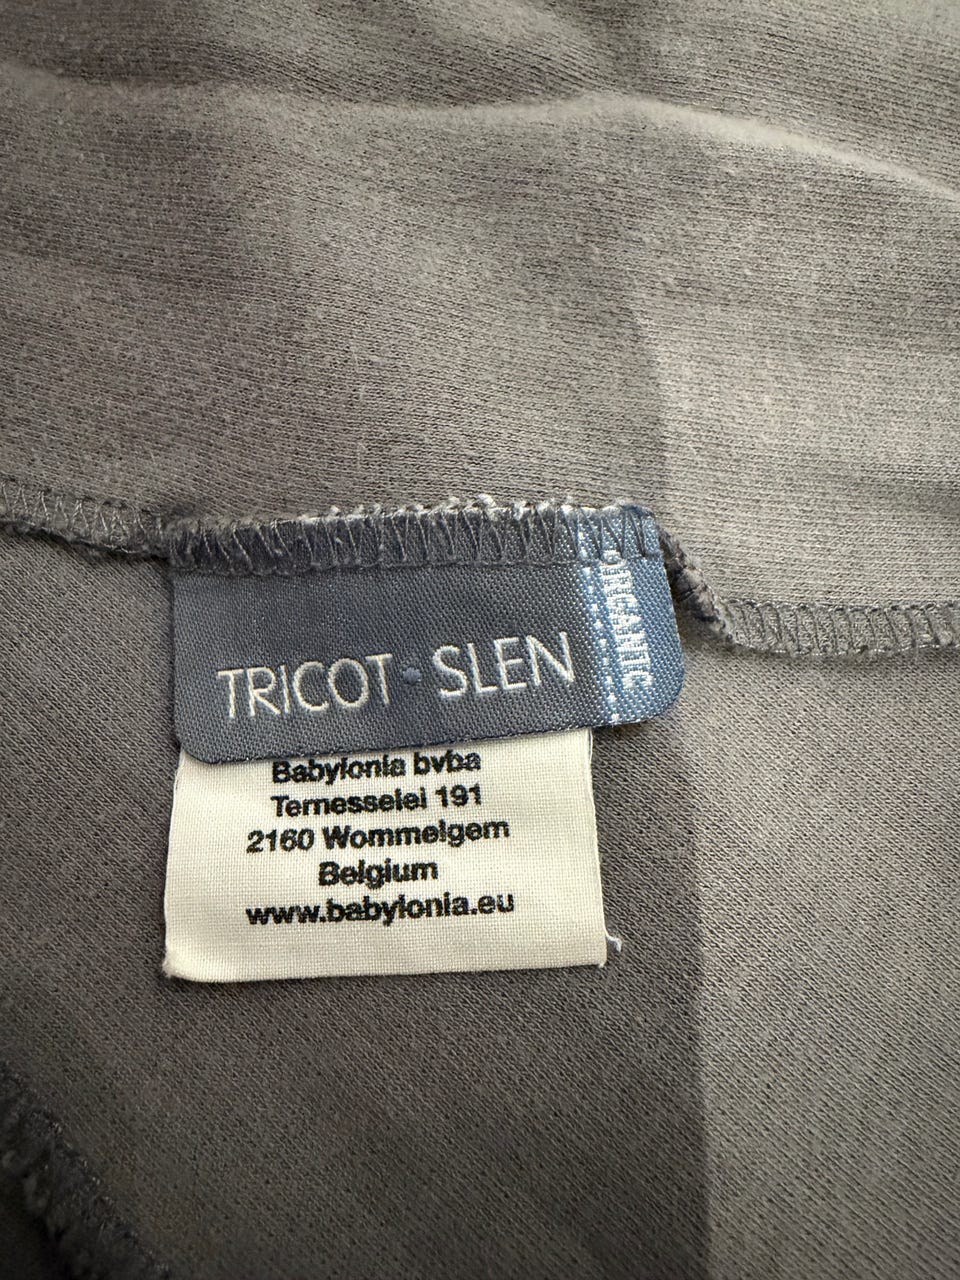 TRICOT • SLEN
ORGANIC
Babylonia bvba
Ternesselei 191
2160 Wommelgem
Belgium
www.babylonia.eu